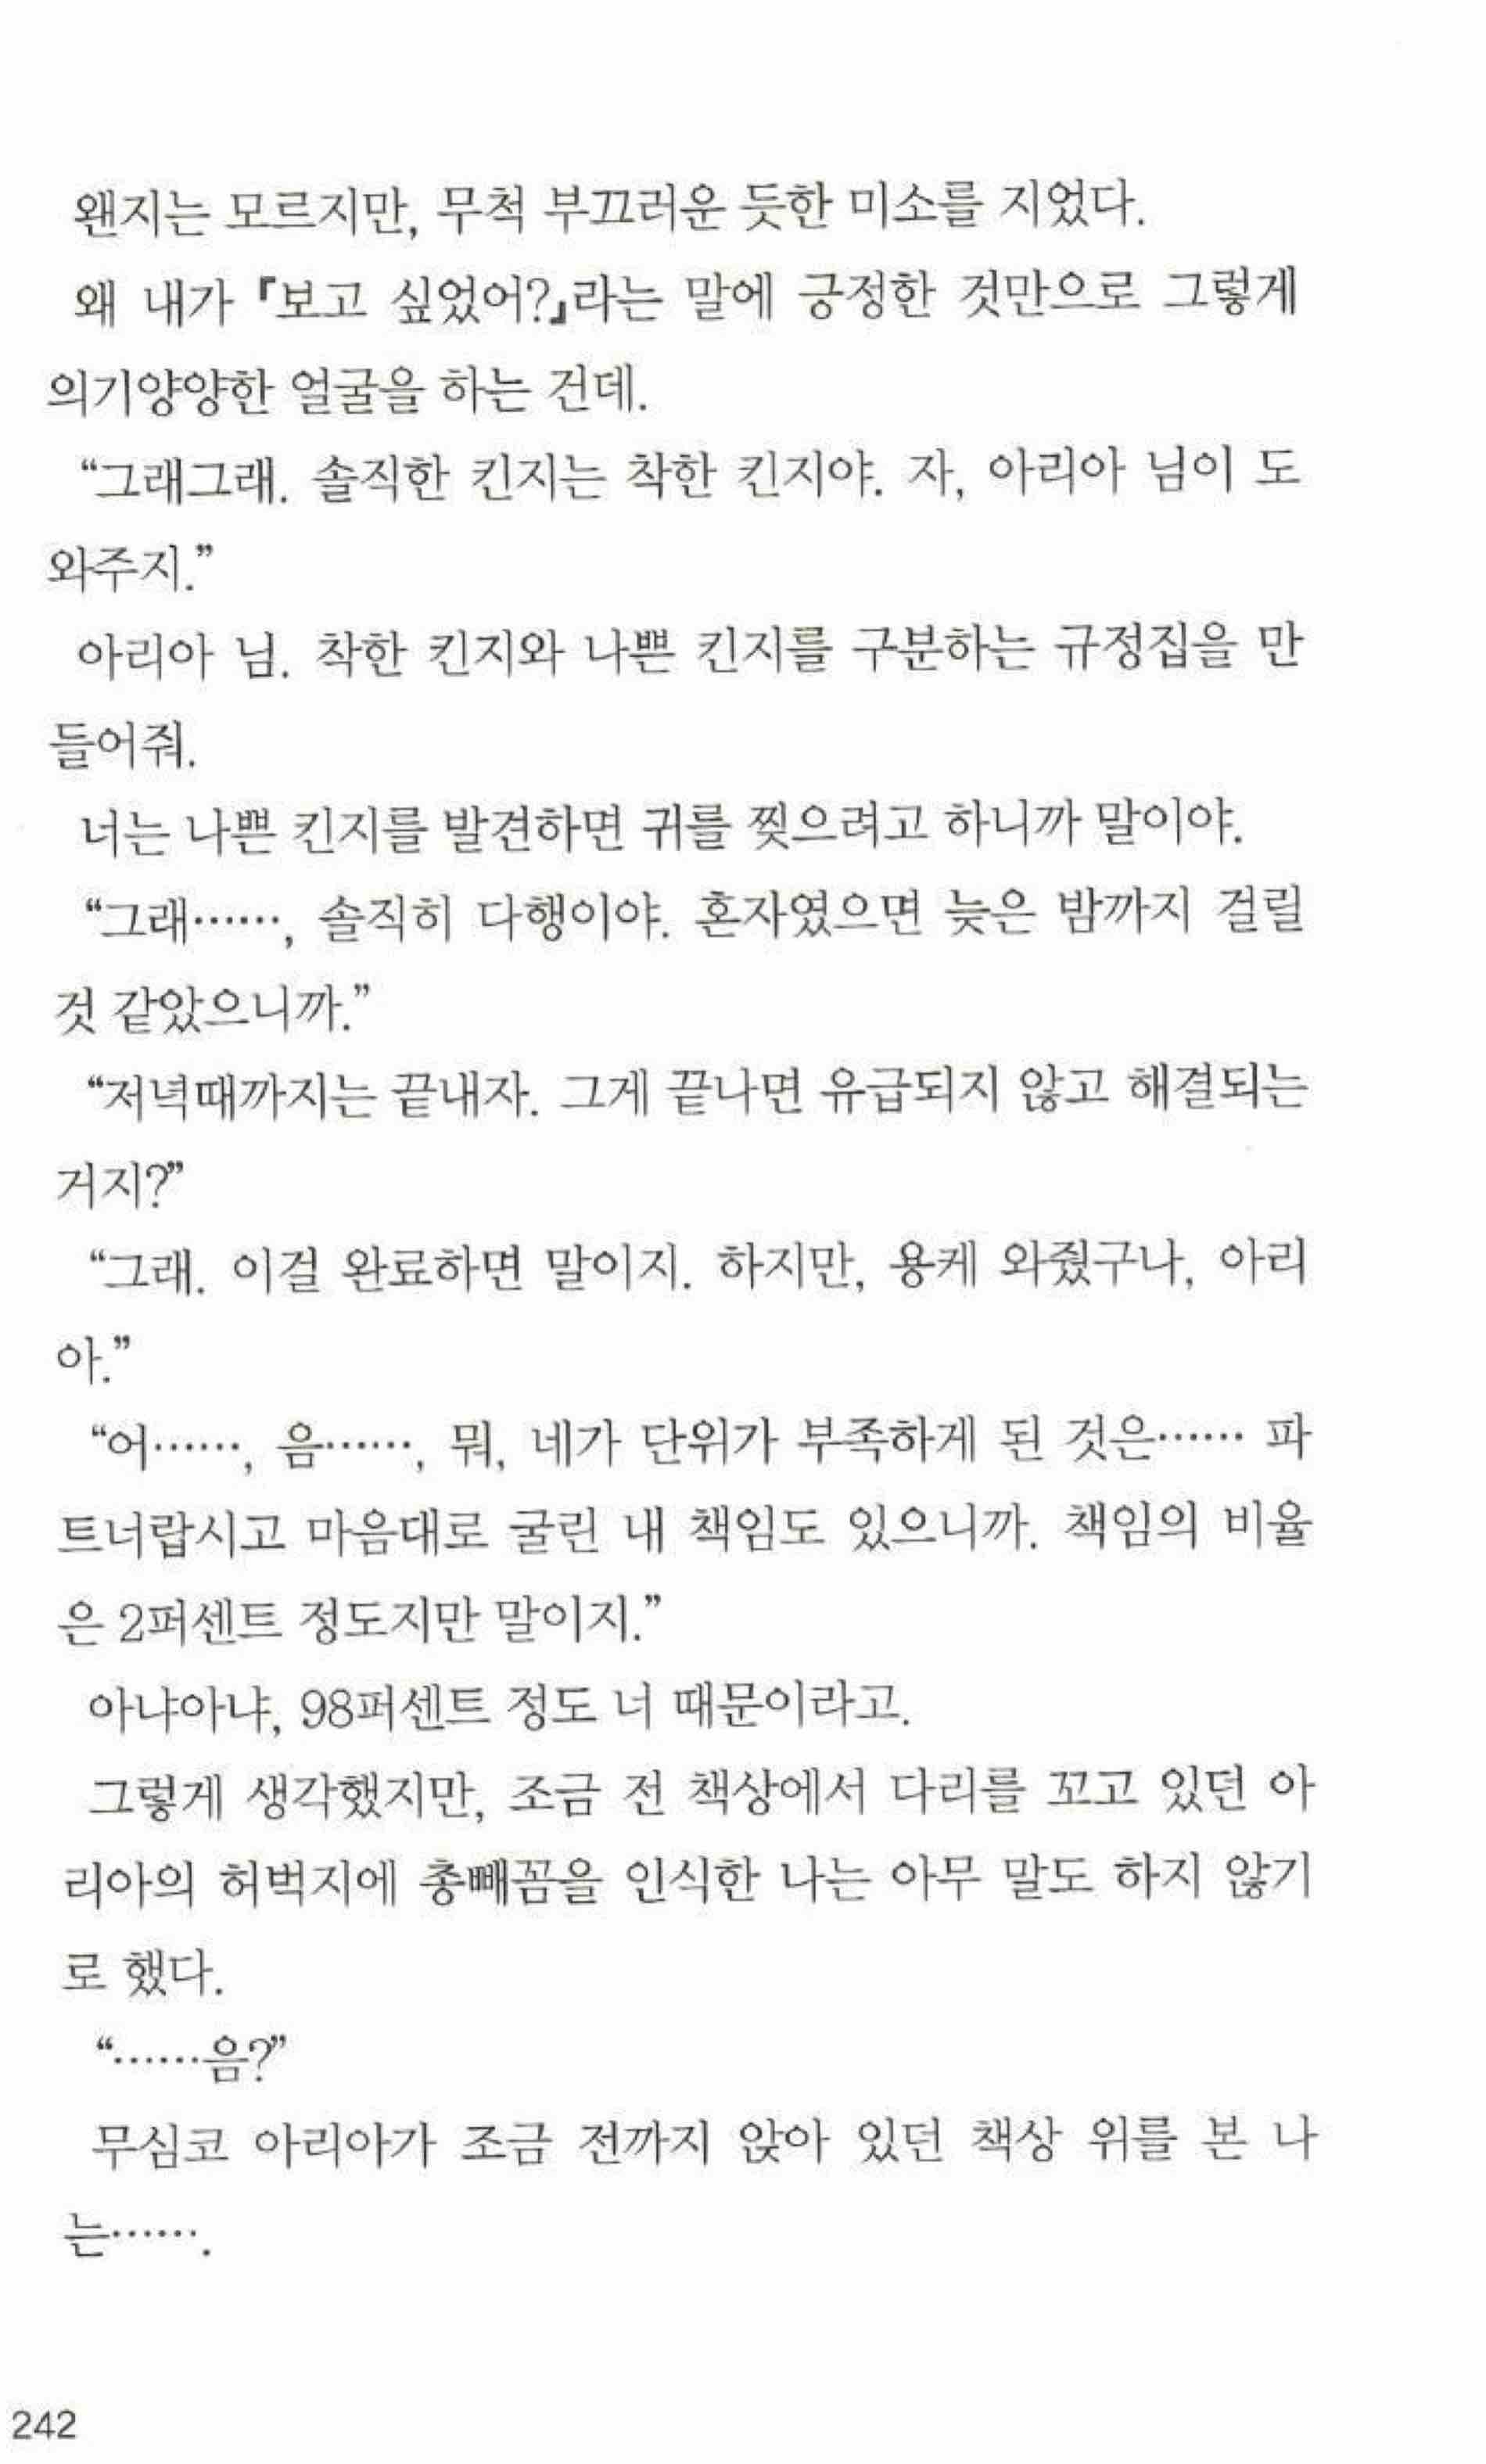 왠지는 모르지만, 무척 부끄러운 듯한 미소를 지었다.
왜 내가 『보고 싶었어?』라는 말에 긍정한 것만으로 그렇게
의기양양한 얼굴을 하는 건데.
“그래그래. 솔직한 킨지는 착한 킨지야. 자, 아리아 님이 도
와주지.”
아리아 님. 착한 킨지와 나쁜 킨지를 구분하는 규정집을 만
들어줘.
너는 나쁜 킨지를 발견하면 귀를 찢으려고 하니까 말이야.
“그래……, 솔직히 다행이야. 혼자였으면 늦은 밤까지 걸릴
것 같았으니까.”
“저녁때까지는 끝내자. 그게 끝나면 유급되지 않고 해결되는
거지?”
“그래. 이걸 완료하면 말이지. 하지만, 용케 와줬구나, 아리
아.”
“어……, 음……, 뭐, 네가 단위가 부족하게 된 것은…… 파
트너랍시고 마음대로 굴린 내 책임도 있으니까. 책임의 비율
은 2퍼센트 정도지만 말이지.”
아냐아냐, 98퍼센트 정도 너 때문이라고.
그렇게 생각했지만, 조금 전 책상에서 다리를 꼬고 있던 아
리아의 허벅지에 총빼꼼을 인식한 나는 아무 말도 하지 않기
로 했다.
“……음?”
무심코 아리아가 조금 전까지 앉아 있던 책상 위를 본 나
는…….
242